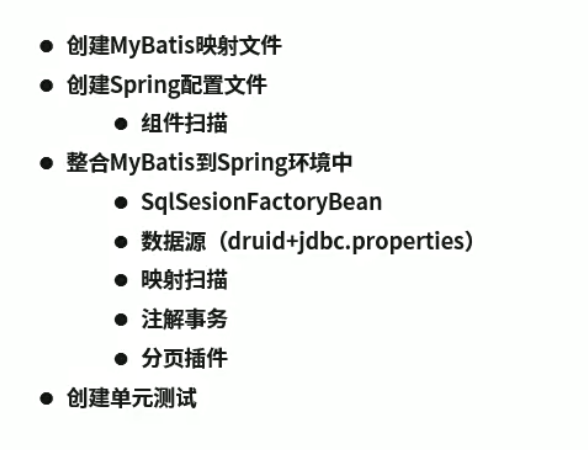 ● 创建MyBatis映射文件
● 创建Spring配置文件
● 组件扫描
● 整合MyBatis到Spring环境中
● SqlSesionFactoryBean
● 数据源（druid+jdbc.properties）
● 映射扫描
● 注解事务
● 分页插件
● 创建单元测试